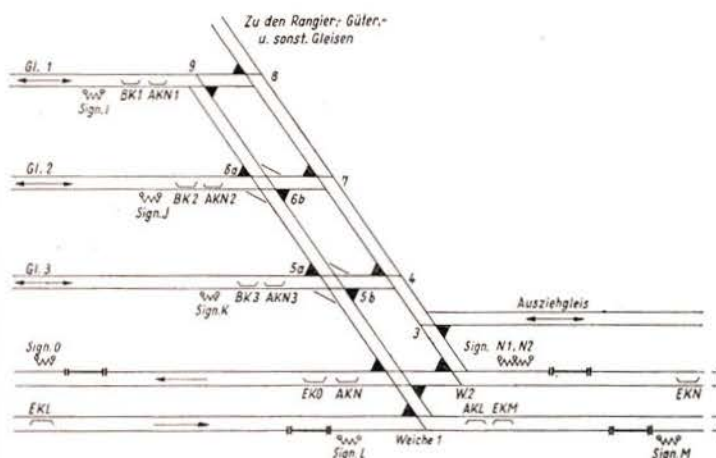 Zu den Rangier-, Güter,-
u. sonst. Gleisen
Gl. 1
9
8
Sign. I
BK1
AKN1
Gl. 2
6a
7
Sign. J
BK2
AKN2
6b
Gl. 3
5a
4
Sign. K
BK3
AKN3
5b
Ausziehgleis
3
Sign. O
Sign. N1, N2
EKO
AKN
W.2
EKN
EKL
AKL
EKM
Sign. L
Weiche 1
Sign. M